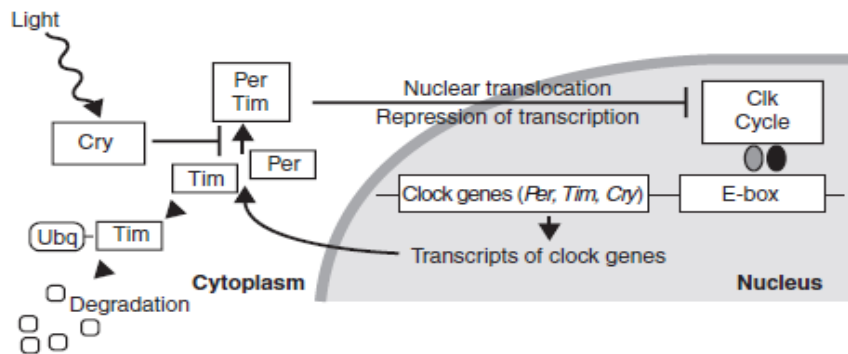 Light
Per
Tim
Nuclear translocation
Repression of transcription
Clk
Cycle
Cry
Tim
Per
Clock genes (Per, Tim, Cry)
E-box
Ubq
Tim
Transcripts of clock genes
Cytoplasm
Nucleus
Degradation